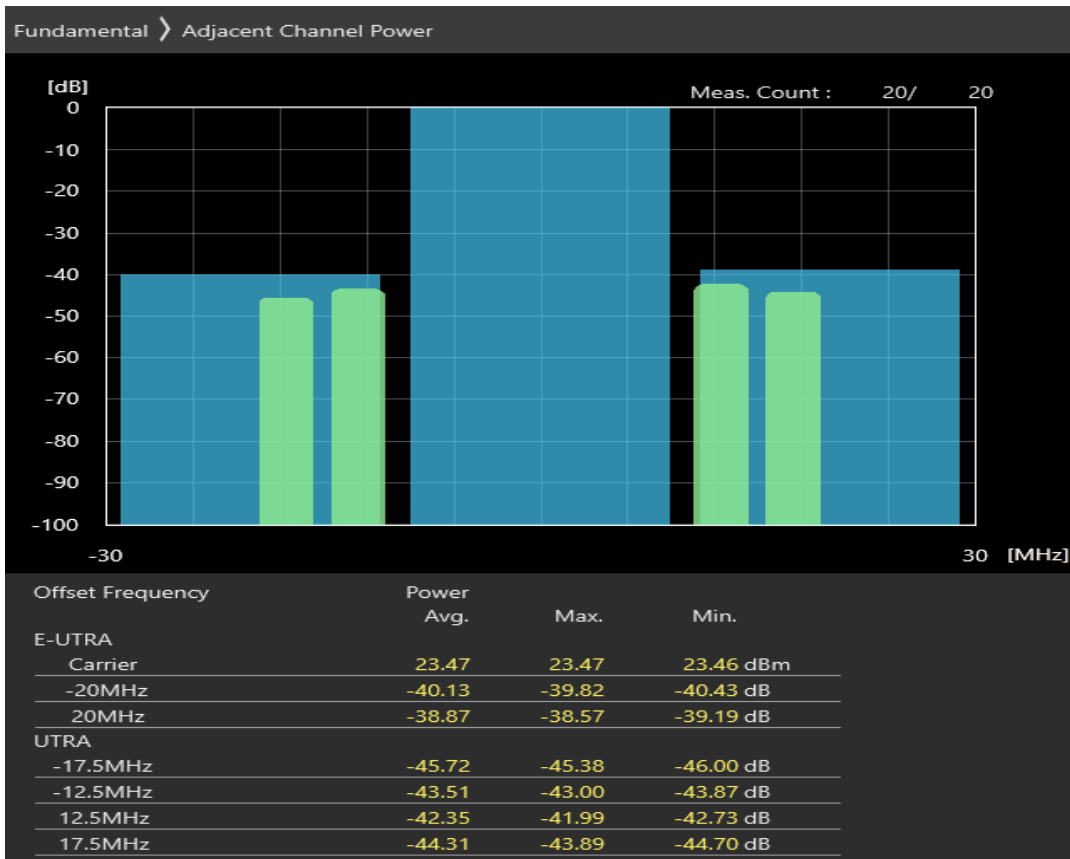 Fundamental 〉 Adjacent Channel Power
[dB]
Meas. Count : 20/ 20
0
-10
-20
-30
-40
-50
-60
-70
-80
-90
-100
-30 30 [MHz]
Offset Frequency Power
Avg. Max. Min.
E-UTRA
Carrier 23.47 23.47 23.46 dBm
-20MHz -40.13 -39.82 -40.43 dB
20MHz -38.87 -38.57 -39.19 dB
UTRA
-17.5MHz -45.72 -45.38 -46.00 dB
-12.5MHz -43.51 -43.00 -43.87 dB
12.5MHz -42.35 -41.99 -42.73 dB
17.5MHz -44.31 -43.89 -44.70 dB